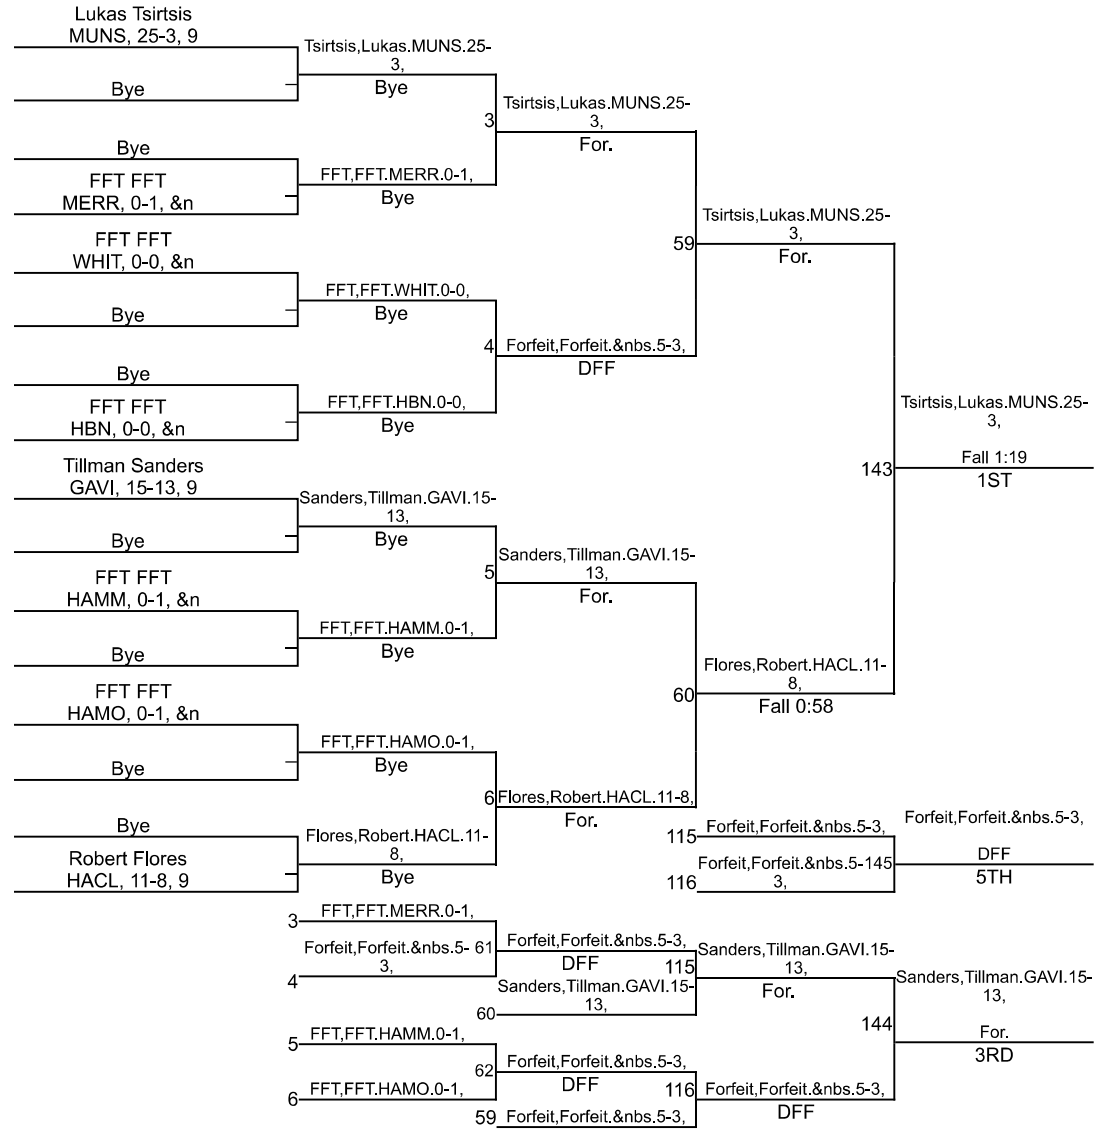 Lukas Tsirtsis
MUNS, 25-3, 9
Bye
Bye
FFT FFT
MERR, 0-1, &n
FFT FFT
WHIT, 0-0, &n
Bye
Bye
FFT FFT
HBN, 0-0, &n
Tillman Sanders
GAVI, 15-13, 9
Bye
FFT FFT
HAMM, 0-1, &n
Bye
FFT FFT
HAMO, 0-1, &n
Bye
Bye
Robert Flores
HACL, 11-8, 9
Tsirtsis,Lukas.MUNS.25-
3,
Bye
FFT,FFT.MERR.0-1,
Bye
FFT,FFT.WHIT.0-0,
Bye
FFT,FFT.HBN.0-0,
Bye
Sanders,Tillman.GAVI.15-
13,
Bye
FFT,FFT.HAMM.0-1,
Bye
FFT,FFT.HAMO.0-1,
Bye
Flores,Robert.HACL.11-
8,
Bye
3
Tsirtsis,Lukas.MUNS.25-
3,
For.
4
Forfeit,Forfeit.&nbs.5-3,
DFF
5
Sanders,Tillman.GAVI.15-
13,
For.
6
Flores,Robert.HACL.11-8,
For.
59
Tsirtsis,Lukas.MUNS.25-
3,
For.
60
Flores,Robert.HACL.11-
8,
Fall 0:58
143
Tsirtsis,Lukas.MUNS.25-
3,
Fall 1:19
1ST
115
Forfeit,Forfeit.&nbs.5-3,
116
Forfeit,Forfeit.&nbs.5-
3,
145
Forfeit,Forfeit.&nbs.5-3,
DFF
5TH
3
FFT,FFT.MERR.0-1,
4
Forfeit,Forfeit.&nbs.5-
3,
61
Forfeit,Forfeit.&nbs.5-3,
DFF
60
Sanders,Tillman.GAVI.15-
13,
115
Sanders,Tillman.GAVI.15-
13,
For.
5
FFT,FFT.HAMM.0-1,
6
FFT,FFT.HAMO.0-1,
62
Forfeit,Forfeit.&nbs.5-3,
DFF
59
Forfeit,Forfeit.&nbs.5-3,
116
Forfeit,Forfeit.&nbs.5-3,
DFF
144
Sanders,Tillman.GAVI.15-
13,
For.
3RD